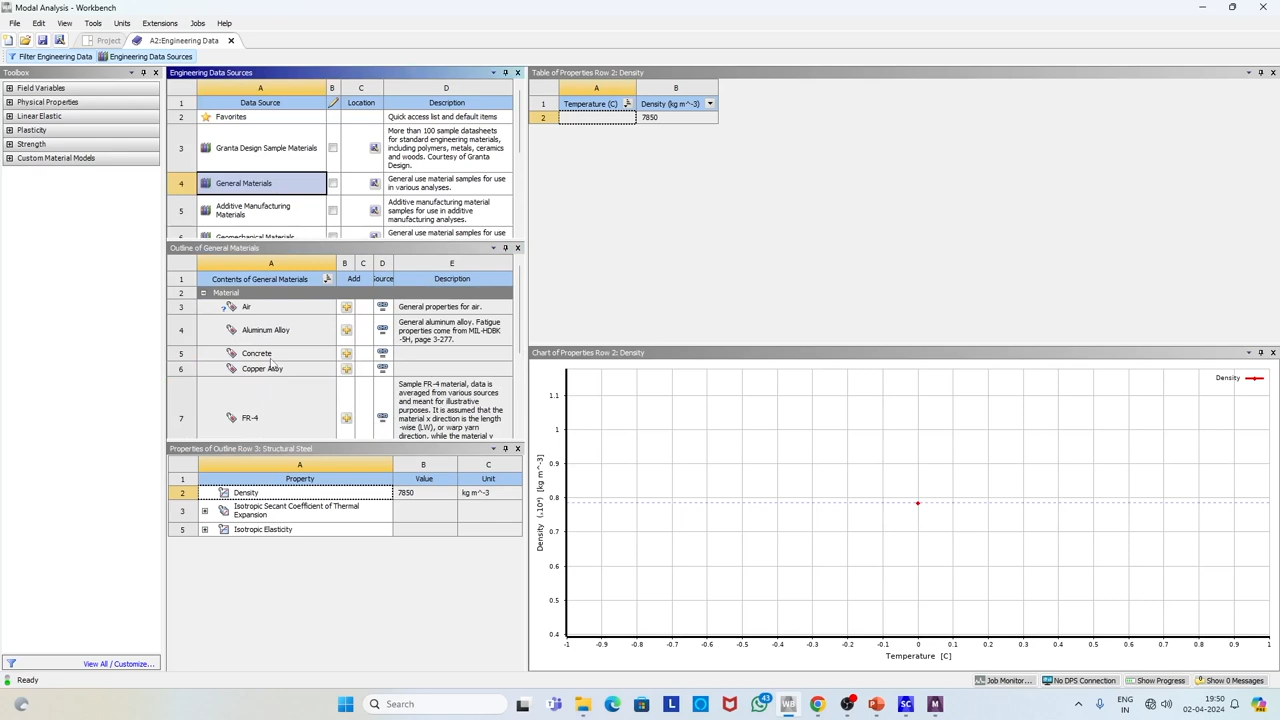 Modal Analysis - Workbench
File Edit View Tools Units Extensions Jobs Help
Project A2:Engineering Data
Filter Engineering Data Engineering Data Sources
Toolbox
Field Variables
Physical Properties
Linear Elastic
Plasticity
Strength
Custom Material Models
View All / Customize...
Engineering Data Sources
A B C D
1 Data Source Location Description
2 Favorites Quick access list and default items
3 Granta Design Sample Materials More than 100 sample datasheets
for standard engineering materials,
including polymers, metals, ceramics
and woods. Courtesy of Granta
Design.
4 General Materials General use material samples for use
in various analyses.
5 Additive Manufacturing
Materials
Additive manufacturing material
samples for use in additive
manufacturing analyses.
Geomechanical Materials General use material samples for use
Outline of General Materials
A B C D E
1 Contents of General Materials Add Source Description
2 Material
3 Air General properties for air.
4 Aluminum Alloy General aluminum alloy. Fatigue
properties come from MIL-HDBK
-5H, page 3-277.
5 Concrete
6 Copper Alloy
7 FR-4 Sample FR-4 material, data is
averaged from various sources
and meant for illustrative
purposes. It is assumed that the
material x direction is the length
-wise (LW), or warp yarn
direction, while the material y
Properties of Outline Row 3: Structural Steel
A B C
1 Property Value Unit
2 Density 7850 kg m^-3
3 Isotropic Secant Coefficient of Thermal
Expansion
5 Isotropic Elasticity
Table of Properties Row 2: Density
A B
1 Temperature (C) Density (kg m^-3)
2 7850
Chart of Properties Row 2: Density
Density
1.1
1
0.9
0.8
0.7
0.6
0.5
0.4
Density (.10⁴) [kg m^-3]
-1 -0.9 -0.8 -0.7 -0.6 -0.5 -0.4 -0.3 -0.2 -0.1 0 0.1 0.2 0.3 0.4 0.5 0.6 0.7 0.8 0.9 1
Temperature [C]
Ready
Job Monitor... No DPS Connection Show Progress Show 0 Messages
Search
43
WB
SC
M
ENG
IN
19:50
02-04-2024